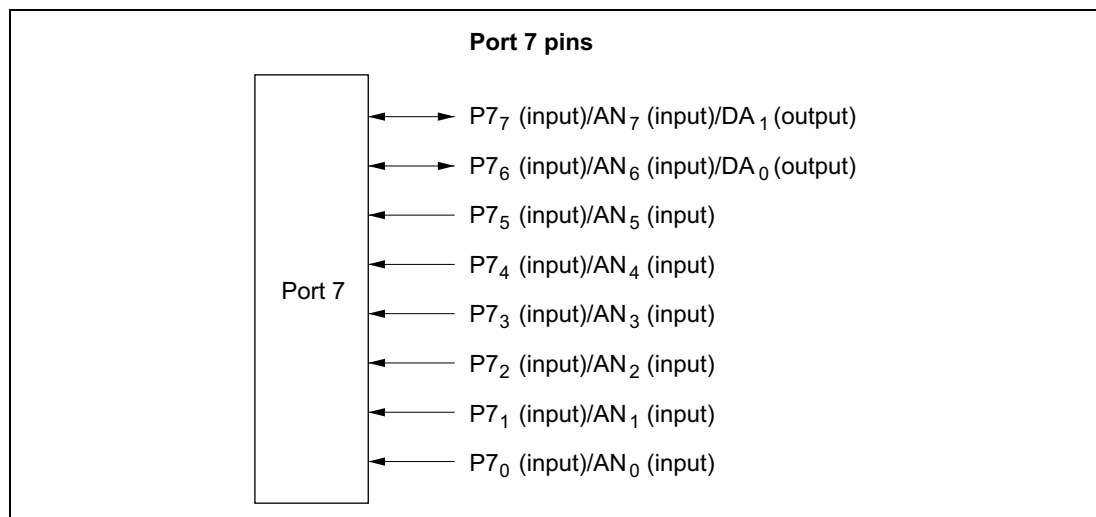 Port 7 pins
P7₇ (input)/AN₇ (input)/DA₁ (output)
P7₆ (input)/AN₆ (input)/DA₀ (output)
P7₅ (input)/AN₅ (input)
P7₄ (input)/AN₄ (input)
Port 7
P7₃ (input)/AN₃ (input)
P7₂ (input)/AN₂ (input)
P7₁ (input)/AN₁ (input)
P7₀ (input)/AN₀ (input)